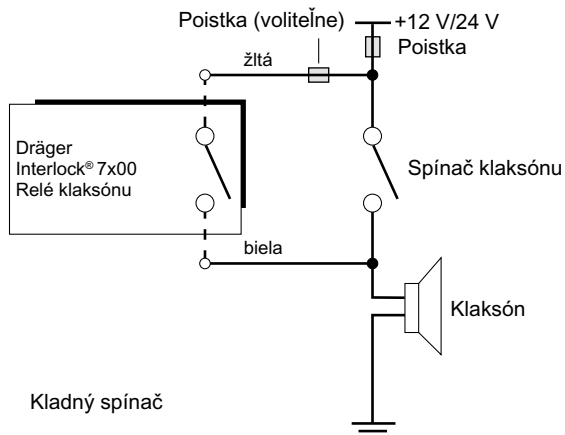 Poistka (voliteľne)
+12 V/24 V
Poistka
žltá
Dräger
Interlock® 7x00
Relé klaksónu
Spínač klaksónu
biela
Klaksón
Kladný spínač